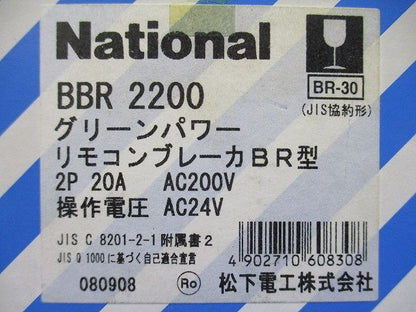 National
BBR 2200
BR-30
(JIS協約形)
グリーンパワー
リモコンブレーカBR型
2P 20A AC200V
操作電圧 AC24V
JIS C 8201-2-1 附属書2
JIS Q 1000に基づく自己適合宣言
4902710608308
080908 Ro 松下電工株式会社